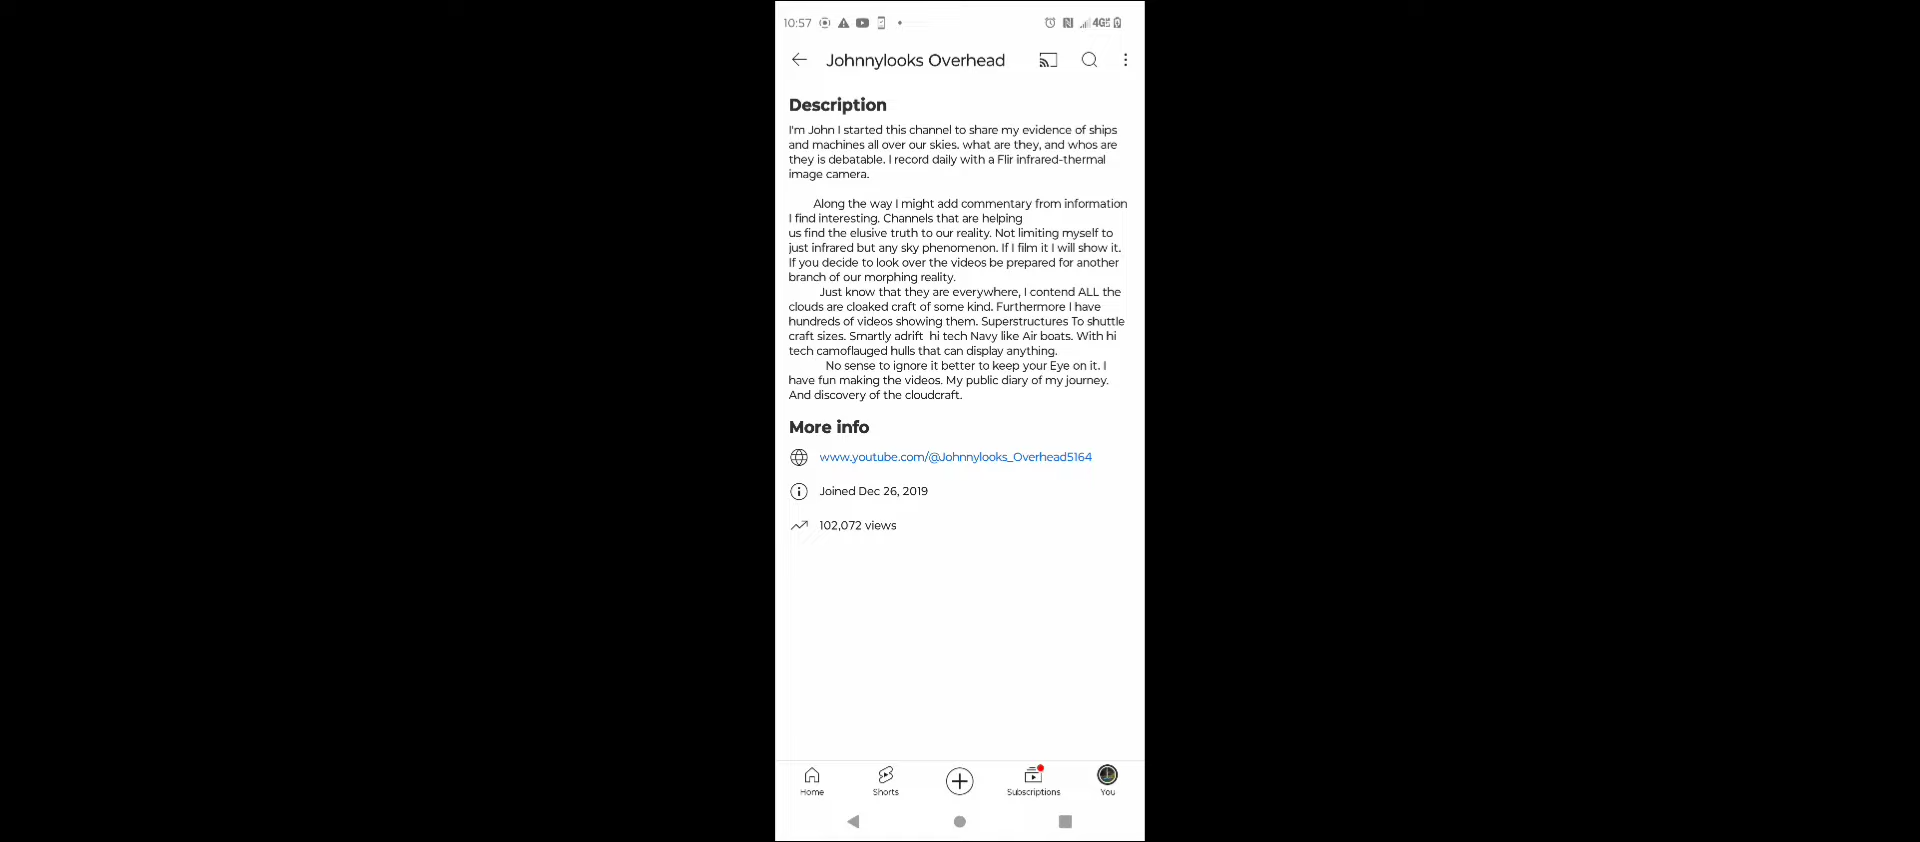 10:57 4G
Johnnylooks Overhead
Description
I'm John I started this channel to share my evidence of ships
and machines all over our skies. what are they, and whos are
they is debatable. I record daily with a Flir infrared-thermal
image camera.
Along the way I might add commentary from information
I find interesting. Channels that are helping
us find the elusive truth to our reality. Not limiting myself to
just infrared but any sky phenomenon. If I film it I will show it.
If you decide to look over the videos be prepared for another
branch of our morphing reality.
Just know that they are everywhere, I contend ALL the
clouds are cloaked craft of some kind. Furthermore I have
hundreds of videos showing them. Superstructures To shuttle
craft sizes. Smartly adrift hi tech Navy like Air boats. With hi
tech camoflauged hulls that can display anything.
No sense to ignore it better to keep your Eye on it. I
have fun making the videos. My public diary of my journey.
And discovery of the cloudcraft.
More info
www.youtube.com/@Johnnylooks_Overhead5164
Joined Dec 26, 2019
102,072 views
Home Shorts Subscriptions You